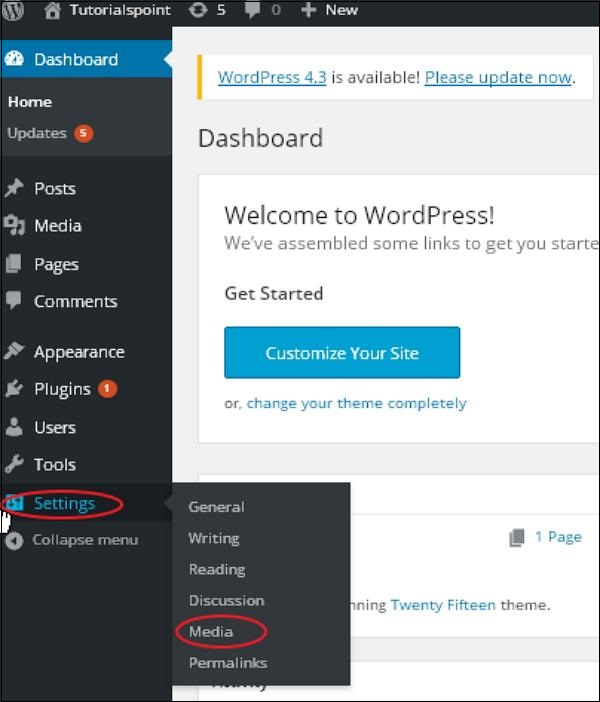 Tutorialspoint 5 0 New
Dashboard
Home
Updates 5
Posts
Media
Pages
Comments
Appearance
Plugins 1
Users
Tools
Settings
Collapse menu
General
Writing
Reading
Discussion
Media
Permalinks
WordPress 4.3 is available! Please update now.
Dashboard
Welcome to WordPress!
We've assembled some links to get you starte
Get Started
Customize Your Site
or, change your theme completely
1 Page
nning Twenty Fifteen theme.
Activity